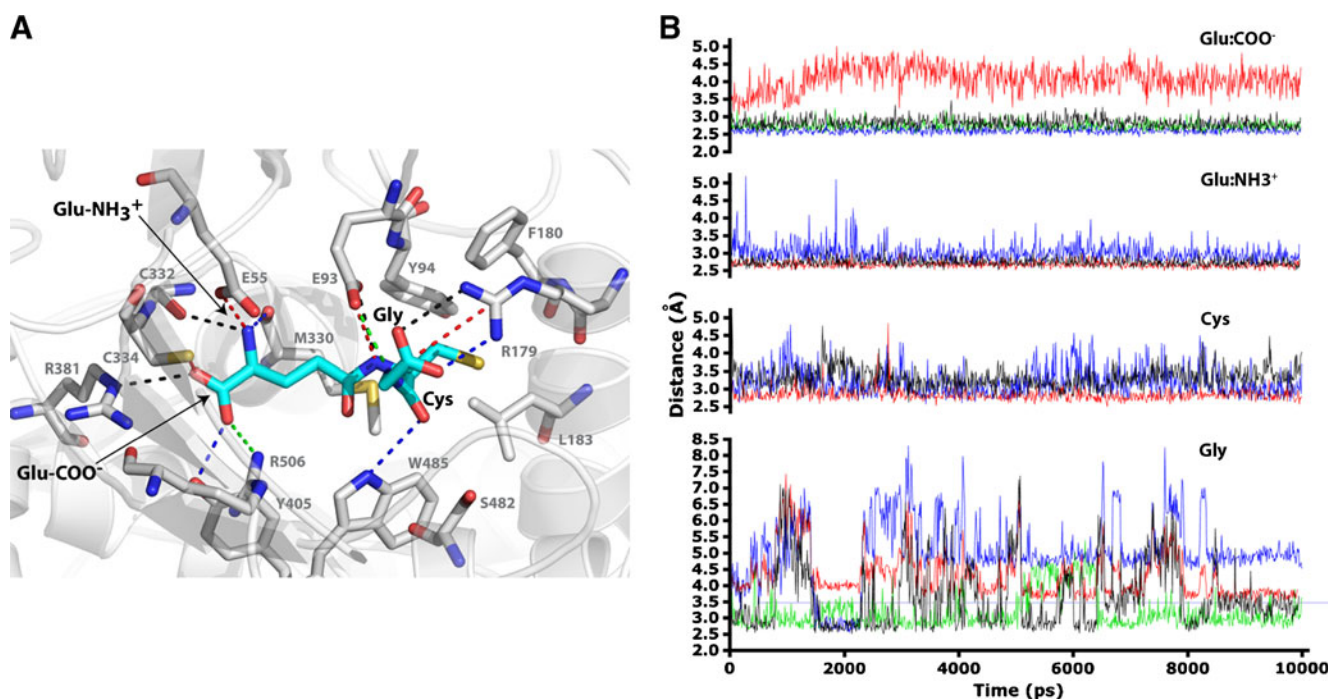 A
Glu-NH3+
C332
E55
E93
Y94
F180
Gly
M330
R179
R381
C334
Cys
L183
Glu-COO-
R506
Y405
W485
S482
B
Glu:COO-
5.0
4.5
4.0
3.5
3.0
2.5
2.0
Glu:NH3+
5.0
4.5
4.0
3.5
3.0
2.5
Cys
5.0
4.5
4.0
3.5
3.0
2.5
Distance (Å)
Gly
8.5
7.5
7.0
6.5
6.0
5.5
5.0
4.5
4.0
3.5
3.0
2.5
2.0
0
2000
4000
6000
8000
10000
Time (ps)